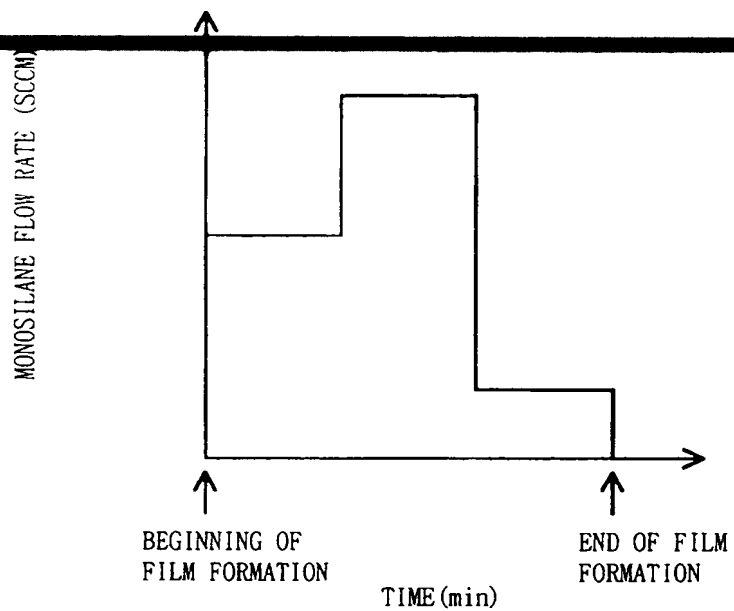 MONOSILANE FLOW RATE (SCCM)
BEGINNING OF
FILM FORMATION
END OF FILM
FORMATION
TIME(min)